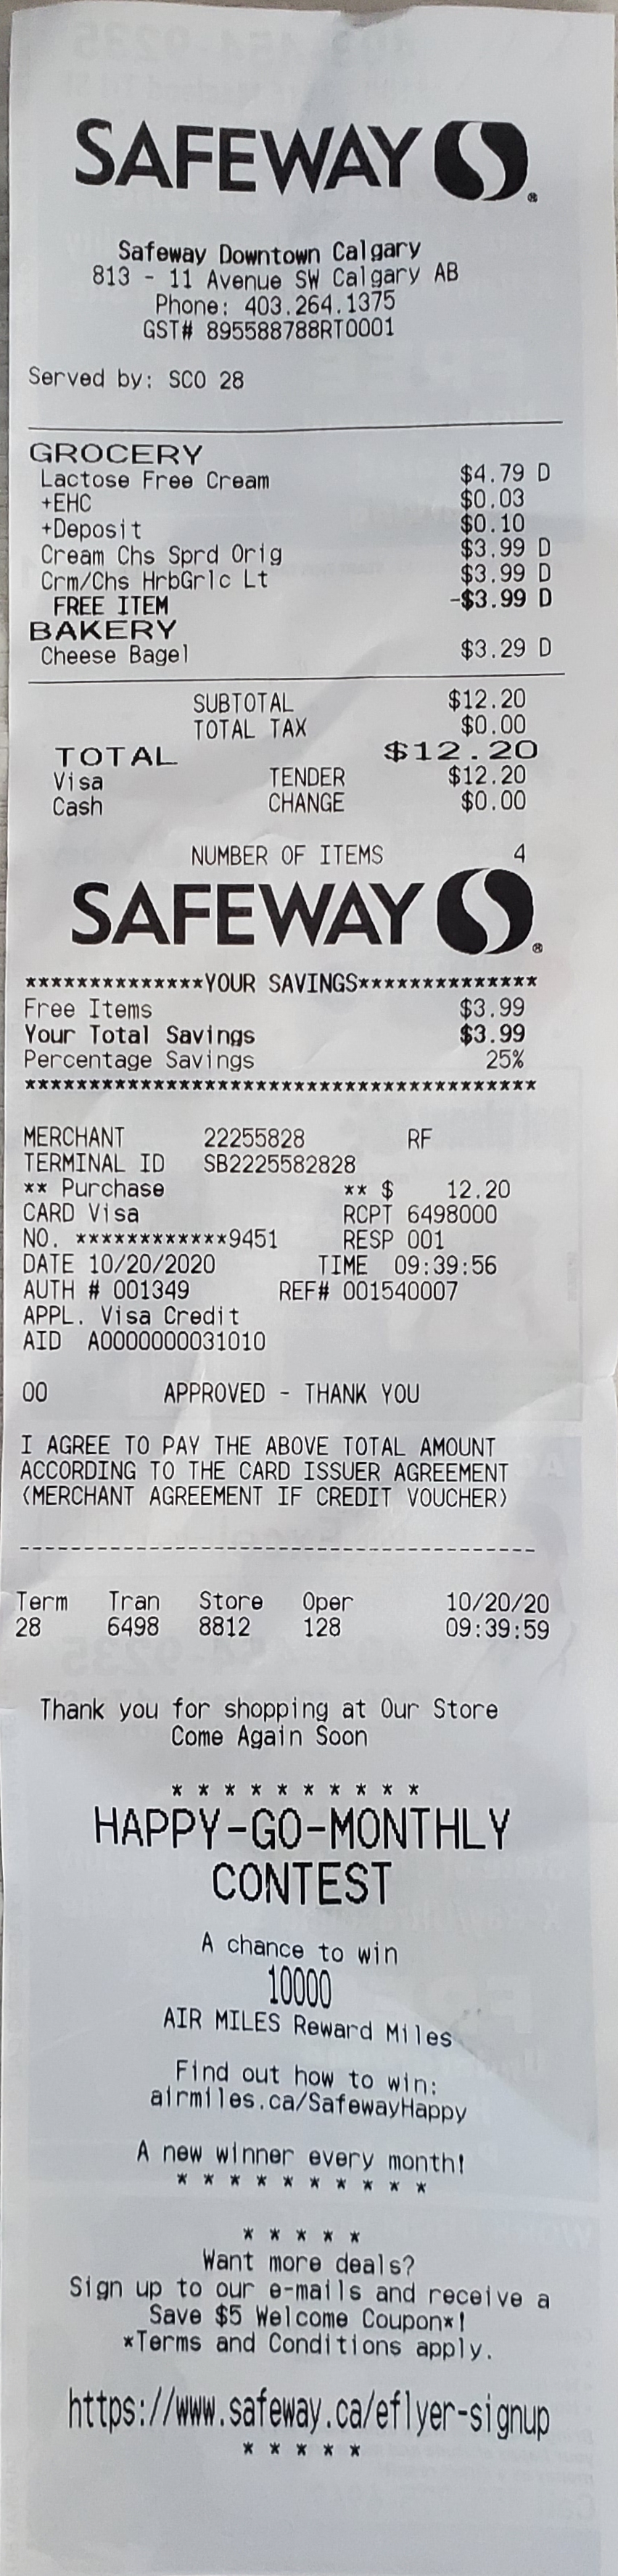 SAFEWAY
Safeway Downtown Calgary
813 - 11 Avenue SW Calgary AB
Phone: 403.264.1375
GST# 895588788RT0001
Served by: SCO 28
GROCERY
Lactose Free Cream $4.79 D
+EHC $0.03
+Deposit $0.10
Cream Chs Sprd Orig $3.99 D
Crm/Chs HrbGrlc Lt $3.99 D
FREE ITEM -$3.99 D
BAKERY
Cheese Bagel $3.29 D
SUBTOTAL $12.20
TOTAL TAX $0.00
TOTAL $12.20
Visa TENDER $12.20
Cash CHANGE $0.00
NUMBER OF ITEMS 4
SAFEWAY
**************YOUR SAVINGS**************
Free Items $3.99
Your Total Savings $3.99
Percentage Savings 25%
****************************************
MERCHANT 22255828 RF
TERMINAL ID SB2225582828
** Purchase ** $ 12.20
CARD Visa RCPT 6498000
NO. ************9451 RESP 001
DATE 10/20/2020 TIME 09:39:56
AUTH # 001349 REF# 001540007
APPL. Visa Credit
AID A0000000031010
00 APPROVED - THANK YOU
I AGREE TO PAY THE ABOVE TOTAL AMOUNT
ACCORDING TO THE CARD ISSUER AGREEMENT
(MERCHANT AGREEMENT IF CREDIT VOUCHER)
----------------------------------------
Term Tran Store Oper 10/20/20
28 6498 8812 128 09:39:59
Thank you for shopping at Our Store
Come Again Soon
* * * * * * * * * *
HAPPY-GO-MONTHLY
CONTEST
A chance to win
10000
AIR MILES Reward Miles
Find out how to win:
airmiles.ca/SafewayHappy
A new winner every month!
* * * * * * * * * *
* * * * *
Want more deals?
Sign up to our e-mails and receive a
Save $5 Welcome Coupon*!
*Terms and Conditions apply.
https://www.safeway.ca/eflyer-signup
* * * * *